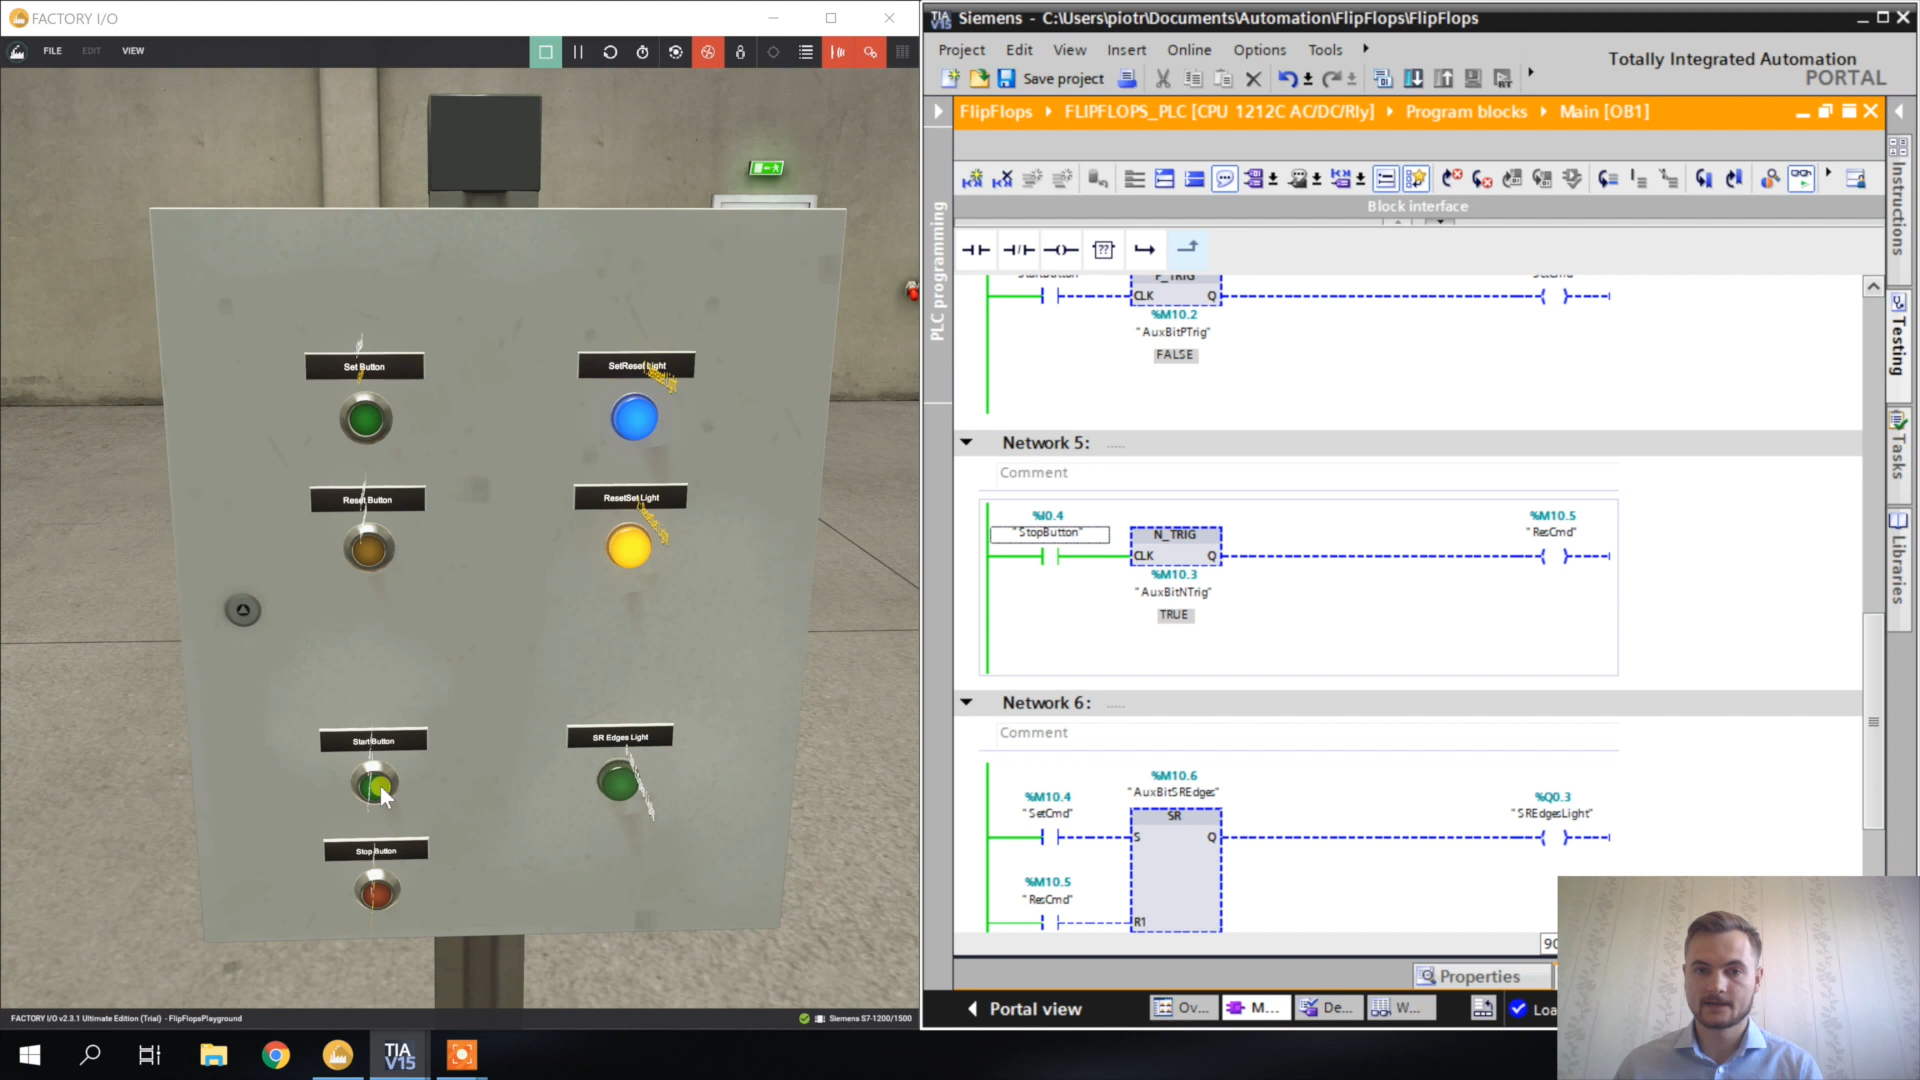 FACTORY I/O
FILE
EDIT
VIEW
Set Button
SetReset Light
Reset Button
ResetSet Light
Start Button
SR Edges Light
Stop Button
FACTORY I/O v2.3.1 Ultimate Edition (Trial) - FlipFlopsPlayground
Siemens S7-1200/1500
TIA
V15
Siemens - C:\Users\piotr\Documents\Automation\FlipFlops\FlipFlops
Project Edit View Insert Online Options Tools
Totally Integrated Automation
PORTAL
Save project
FlipFlops FLIPFLOPS_PLC [CPU 1212C AC/DC/Rly] Program blocks Main [OB1]
Block interface
PLC programming
CLK Q
%M10.2
"AuxBitPTrig"
FALSE
Network 5: .....
Comment
%I0.4
"StopButton"
N_TRIG
%M10.5
"ResCmd"
CLK Q
%M10.3
"AuxBitNTrig"
TRUE
Network 6: .....
Comment
%M10.6
"AuxBitSREdges"
%M10.4
"SetCmd"
SR
%Q0.3
"SREdgesLight"
S Q
%M10.5
"ResCmd"
R1
Properties
Portal view
Ov...
M...
De...
W...
Instructions
Testing
Tasks
Libraries
TIA
V15